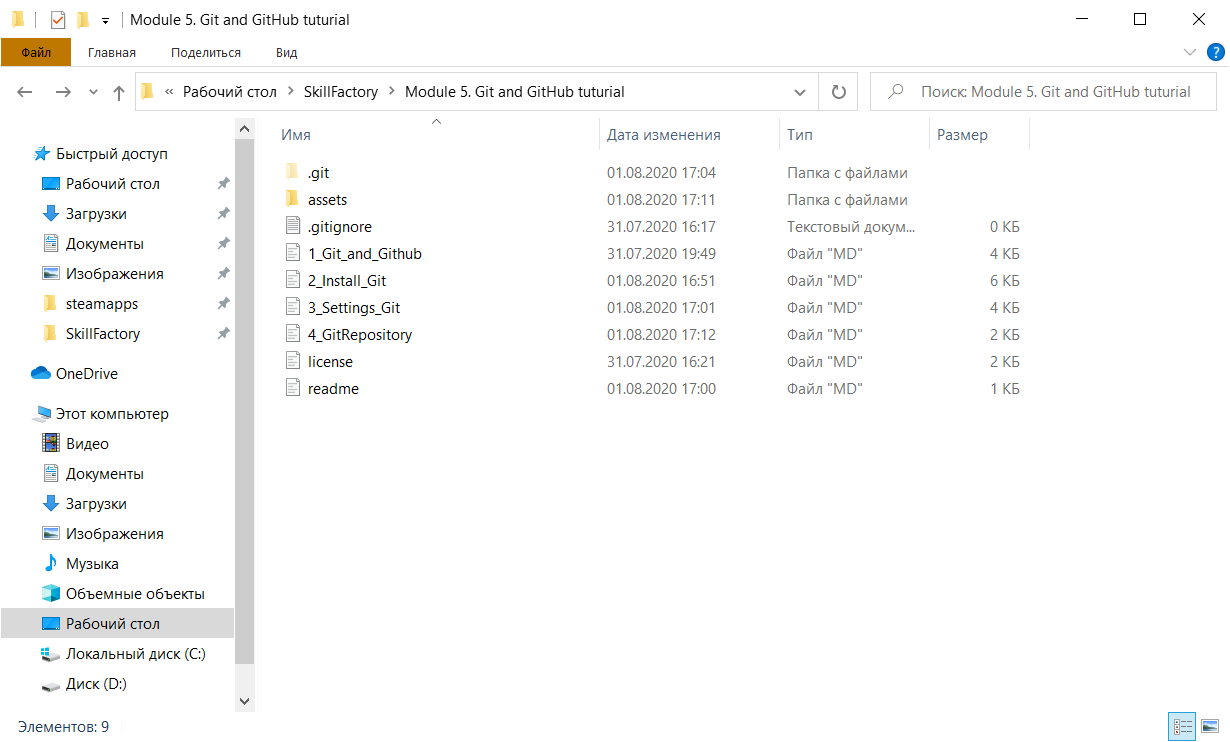 Module 5. Git and GitHub tuturial
Файл Главная Поделиться Вид
« Рабочий стол > SkillFactory > Module 5. Git and GitHub tuturial
Поиск: Module 5. Git and GitHub tuturial
Быстрый доступ
Рабочий стол
Загрузки
Документы
Изображения
steamapps
SkillFactory
OneDrive
Этот компьютер
Видео
Документы
Загрузки
Изображения
Музыка
Объемные объекты
Рабочий стол
Локальный диск (C:)
Диск (D:)
Имя Дата изменения Тип Размер
.git 01.08.2020 17:04 Папка с файлами
assets 01.08.2020 17:11 Папка с файлами
.gitignore 31.07.2020 16:17 Текстовый докум... 0 КБ
1_Git_and_Github 31.07.2020 19:49 Файл "MD" 4 КБ
2_Install_Git 01.08.2020 16:51 Файл "MD" 6 КБ
3_Settings_Git 01.08.2020 17:01 Файл "MD" 4 КБ
4_GitRepository 01.08.2020 17:12 Файл "MD" 2 КБ
license 31.07.2020 16:21 Файл "MD" 2 КБ
readme 01.08.2020 17:00 Файл "MD" 1 КБ
Элементов: 9